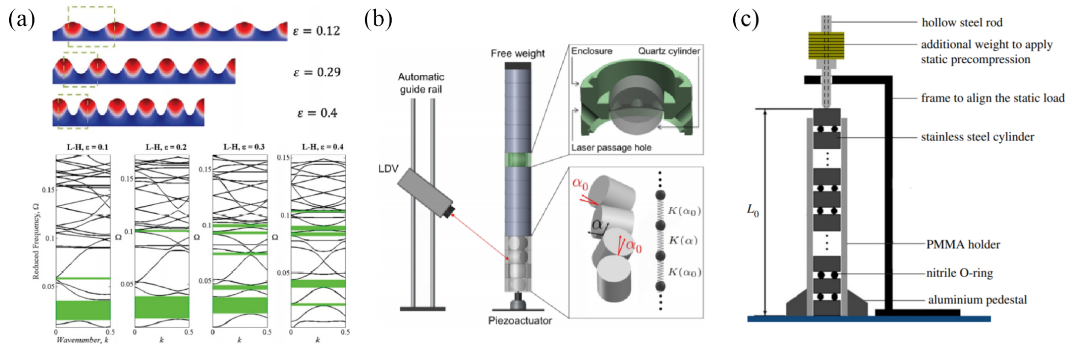 (a)
ε = 0.12
ε = 0.29
ε = 0.4
L-H, ε = 0.1
L-H, ε = 0.2
L-H, ε = 0.3
L-H, ε = 0.4
Reduced Frequency, Ω
0.15
0.1
0.05
0
0.5
Wavenumber, k
Ω
0.15
0.1
0.05
0
0.5
k
Ω
0.15
0.1
0.05
0
0.5
k
Ω
0.15
0.1
0.05
0
0.5
k
(b)
Automatic
guide rail
LDV
Free weight
Piezoactuator
Enclosure
Quartz cylinder
Laser passage hole
α₀
α
α₀
K(α₀)
K(α)
K(α₀)
(c)
hollow steel rod
additional weight to apply
static precompression
frame to align the static load
stainless steel cylinder
L₀
PMMA holder
nitrile O-ring
aluminium pedestal